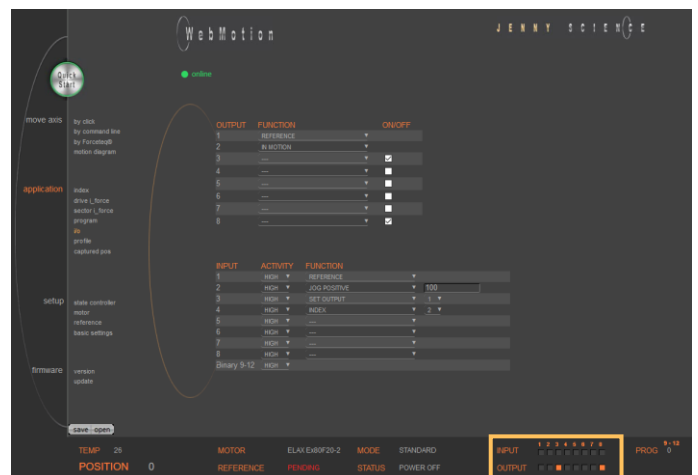 WebMotion
JENNY SCIENCE
Quick
Start
online
move axis
by click
by command line
by Forceteq®
motion diagram
application
index
drive i_force
sector i_force
program
i/o
profile
captured pos
setup
state controller
motor
reference
basic settings
firmware
version
update
save open
OUTPUT FUNCTION ON/OFF
1 REFERENCE
2 IN MOTION
3 ---
4 ---
5 ---
6 ---
7 ---
8 ---
INPUT ACTIVITY FUNCTION
1 HIGH REFERENCE
2 HIGH JOG POSITIVE 100
3 HIGH SET OUTPUT 1
4 HIGH INDEX 2
5 HIGH ---
6 HIGH ---
7 HIGH ---
8 HIGH ---
Binary 9-12 HIGH
TEMP 26 MOTOR ELAX Ex80F20-2 MODE STANDARD INPUT 1 2 3 4 5 6 7 8 PROG 9 - 12
POSITION 0 REFERENCE PENDING STATUS POWER OFF OUTPUT 0